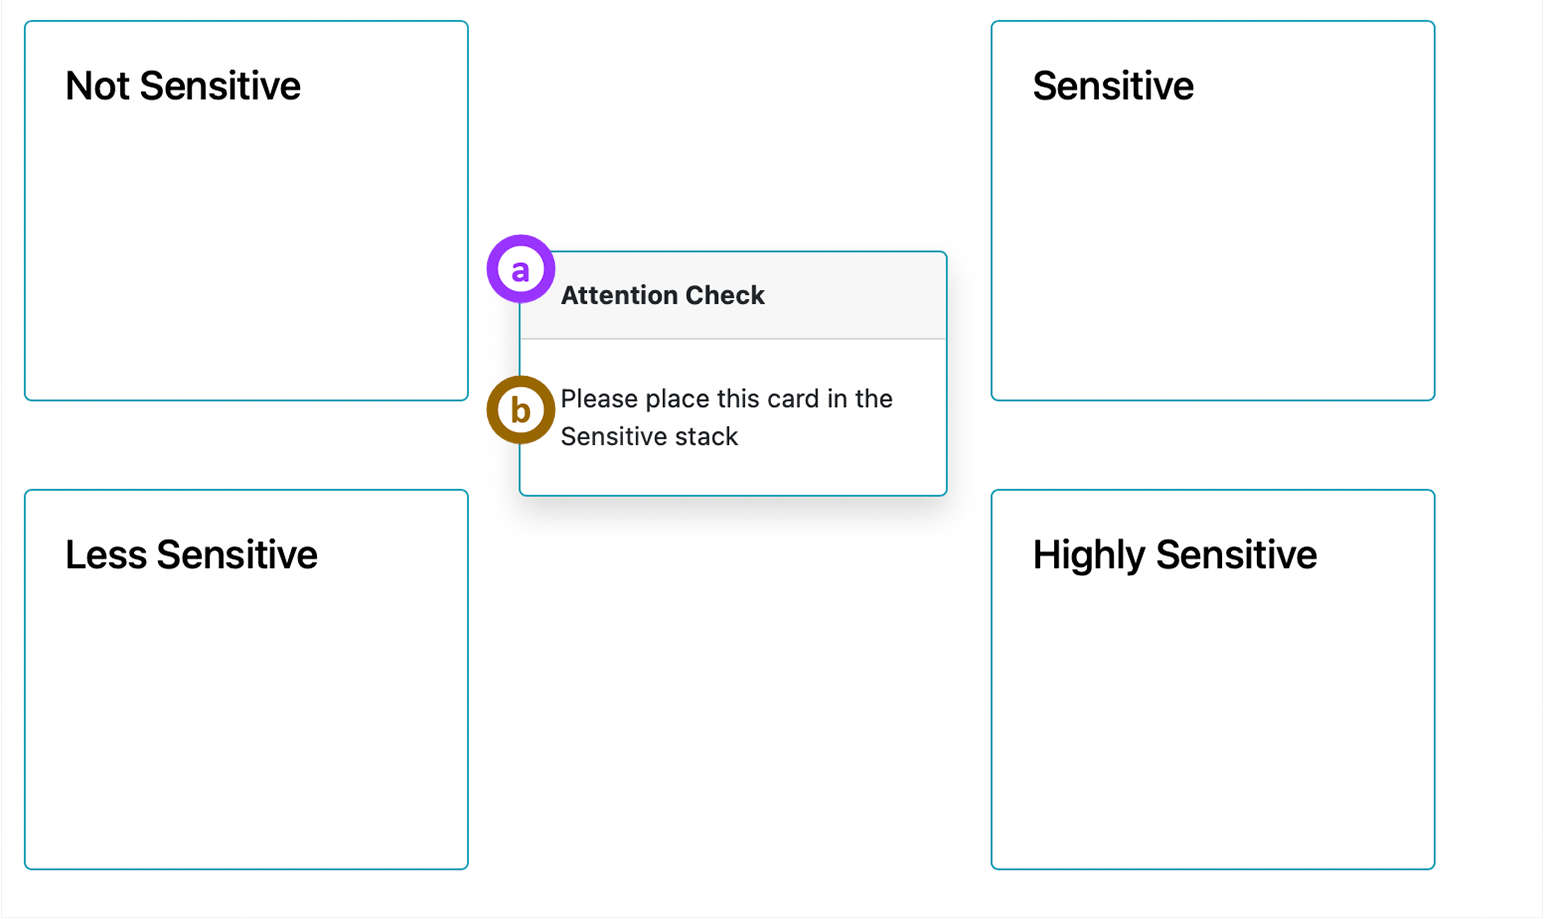 Not Sensitive
Sensitive
a
Attention Check
b
Please place this card in the
Sensitive stack
Less Sensitive
Highly Sensitive